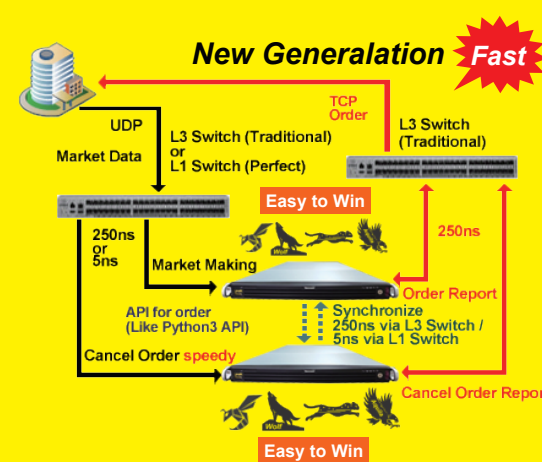 New Generalation
Fast
TCP
Order
UDP
Market Data
L3 Switch (Traditional)
or
L1 Switch (Perfect)
L3 Switch
(Traditional)
Easy to Win
250ns
or
5ns
Market Making
Wolf
250ns
Order Report
API for order
(Like Python3 API)
Synchronize
250ns via L3 Switch /
5ns via L1 Switch
Cancel Order speedy
Cancel Order Repor
Wolf
Easy to Win